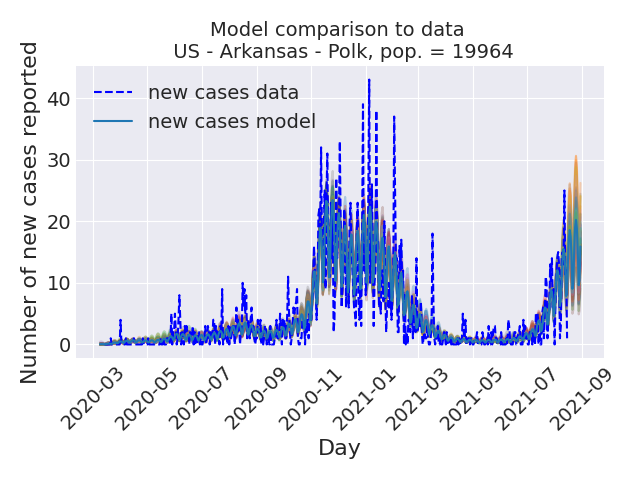 Model comparison to data
US - Arkansas - Polk, pop. = 19964
Number of new cases reported
40
30
20
10
0
new cases data
new cases model
2020-03
2020-05
2020-07
2020-09
2020-11
2021-01
2021-03
2021-05
2021-07
2021-09
Day